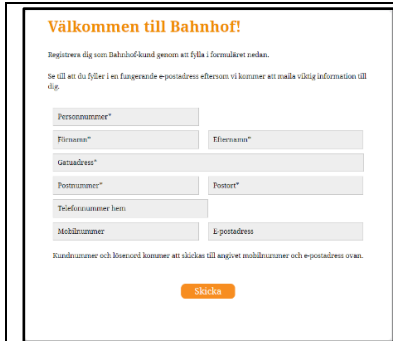 Välkommen till Bahnhof!
Registrera dig som Bahnhof-kund genom att fylla i formuläret nedan.
Se till att du fyller i en fungerande e-postadress eftersom vi kommer att maila viktig information till
dig.
Personnummer*
Förnamn* Efternamn*
Gatuadress*
Postnummer* Postort*
Telefonnummer hem
Mobilnummer E-postadress
Kundnummer och lösenord kommer att skickas till angivet mobilnummer och e-postadress ovan.
Skicka